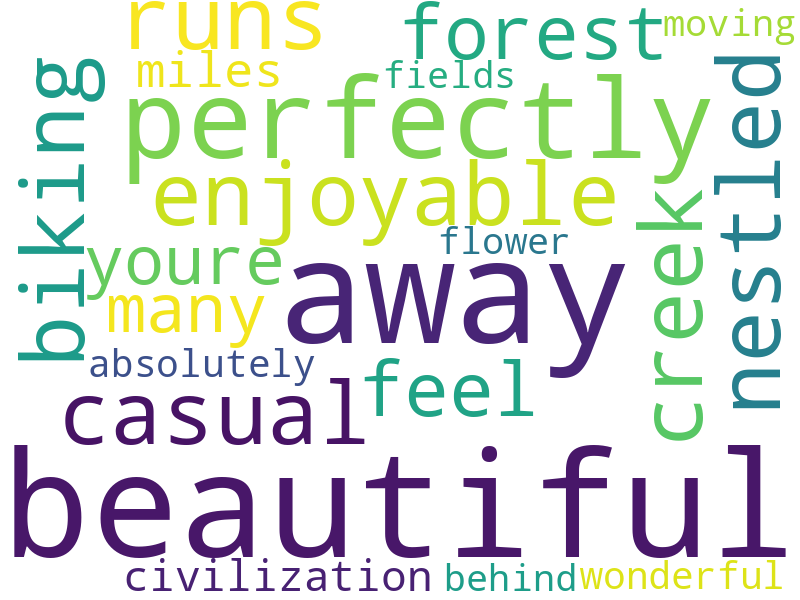 runs
forest
moving
miles
fields
biking
perfectly
nestled
enjoyable
creek
youre
flower
away
many
absolutely
feel
casual
beautiful
civilization
behind
wonderful